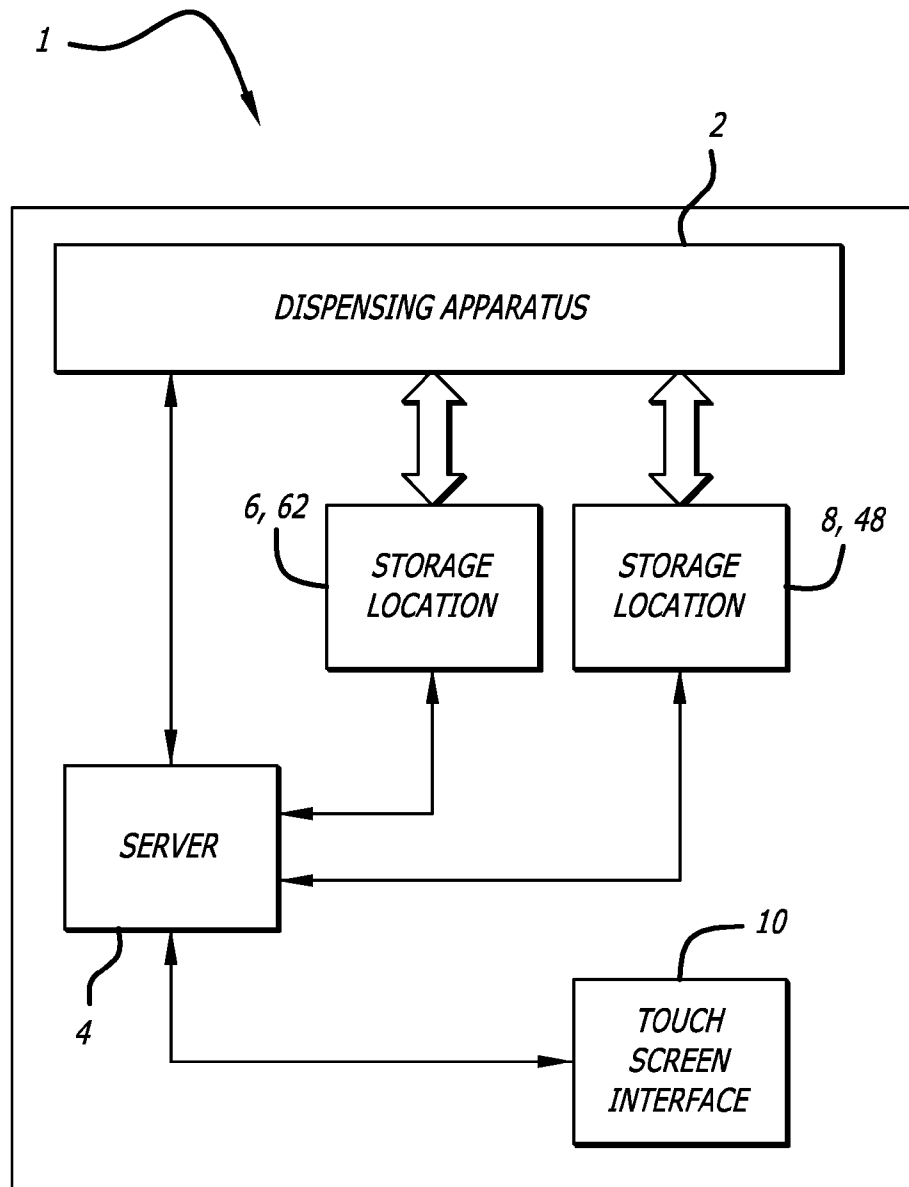 1
2
DISPENSING APPARATUS
6, 62
8, 48
STORAGE
LOCATION
STORAGE
LOCATION
SERVER
4
10
TOUCH
SCREEN
INTERFACE